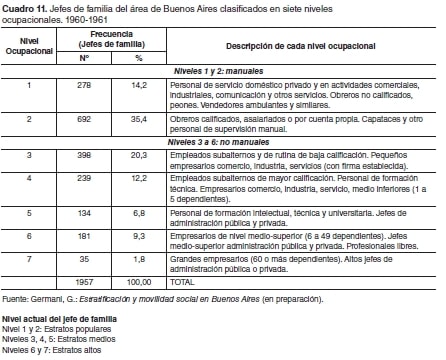 Cuadro 11. Jefes de familia del área de Buenos Aires clasificados en siete niveles
ocupacionales. 1960-1961
Nivel Ocupacional
Frecuencia (Jefes de familia)
Descripción de cada nivel ocupacional
Nº
%
Niveles 1 y 2: manuales
1 278 14,2 Personal de servicio doméstico privado y en actividades comerciales,
industriales, comunicación y otros servicios. Obreros no calificados,
peones. Vendedores ambulantes y similares.
2 692 35,4 Obreros calificados, asalariados o por cuenta propia. Capataces y otro
personal de supervisión manual.
Niveles 3 a 6: no manuales
3 398 20,3 Empleados subalternos y de rutina de baja calificación. Pequeños
empresarios comercio, industria, servicios (con firma establecida).
4 239 12,2 Empleados subalternos de mayor calificación. Personal de formación
técnica. Empresarios comercio, industria, servicio, medio inferiores (1 a
5 dependientes).
5 134 6,8 Personal de formación intelectual, técnica y universitaria. Jefes de
administración pública y privada.
6 181 9,3 Empresarios de nivel medio-superior (6 a 49 dependientes). Jefes
medio-superior administración pública y privada. Profesionales libres.
7 35 1,8 Grandes empresarios (60 o más dependientes). Altos jefes de
administración pública o privada.
1957 100,00 TOTAL
Fuente: Germani, G.: Estratificación y movilidad social en Buenos Aires (en preparación).
Nivel actual del jefe de familia
Nivel 1 y 2: Estratos populares
Niveles 3, 4, 5: Estratos medios
Niveles 6 y 7: Estratos altos